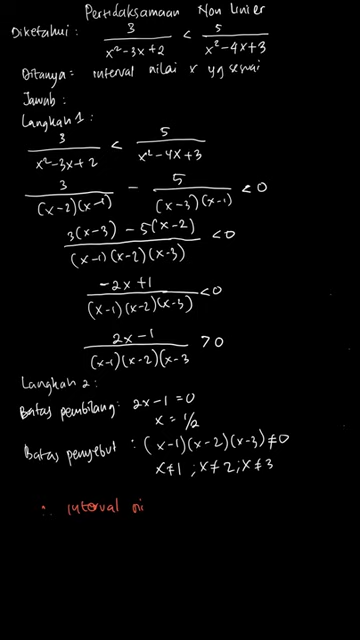 Pertidaksamaan Non linier
Diketahui: 3/(x²-3x+2) < 5/(x²-4x+3)
Ditanya = interval nilai x yg sesuai
Jawab:
Langkah 1:
3/(x²-3x+2) < 5/(x²-4x+3)
3/((x-2)(x-1)) - 5/((x-3)(x-1)) < 0
(3(x-3) - 5(x-2))/((x-1)(x-2)(x-3)) < 0
(-2x+1)/((x-1)(x-2)(x-3)) < 0
(2x-1)/((x-1)(x-2)(x-3 > 0
Langkah 2:
Batas pembilang: 2x-1 = 0
x = 1/2
Batas penyebut : (x-1)(x-2)(x-3) ≠ 0
x≠1 ; x≠2 ; x≠3
∴ interval ni